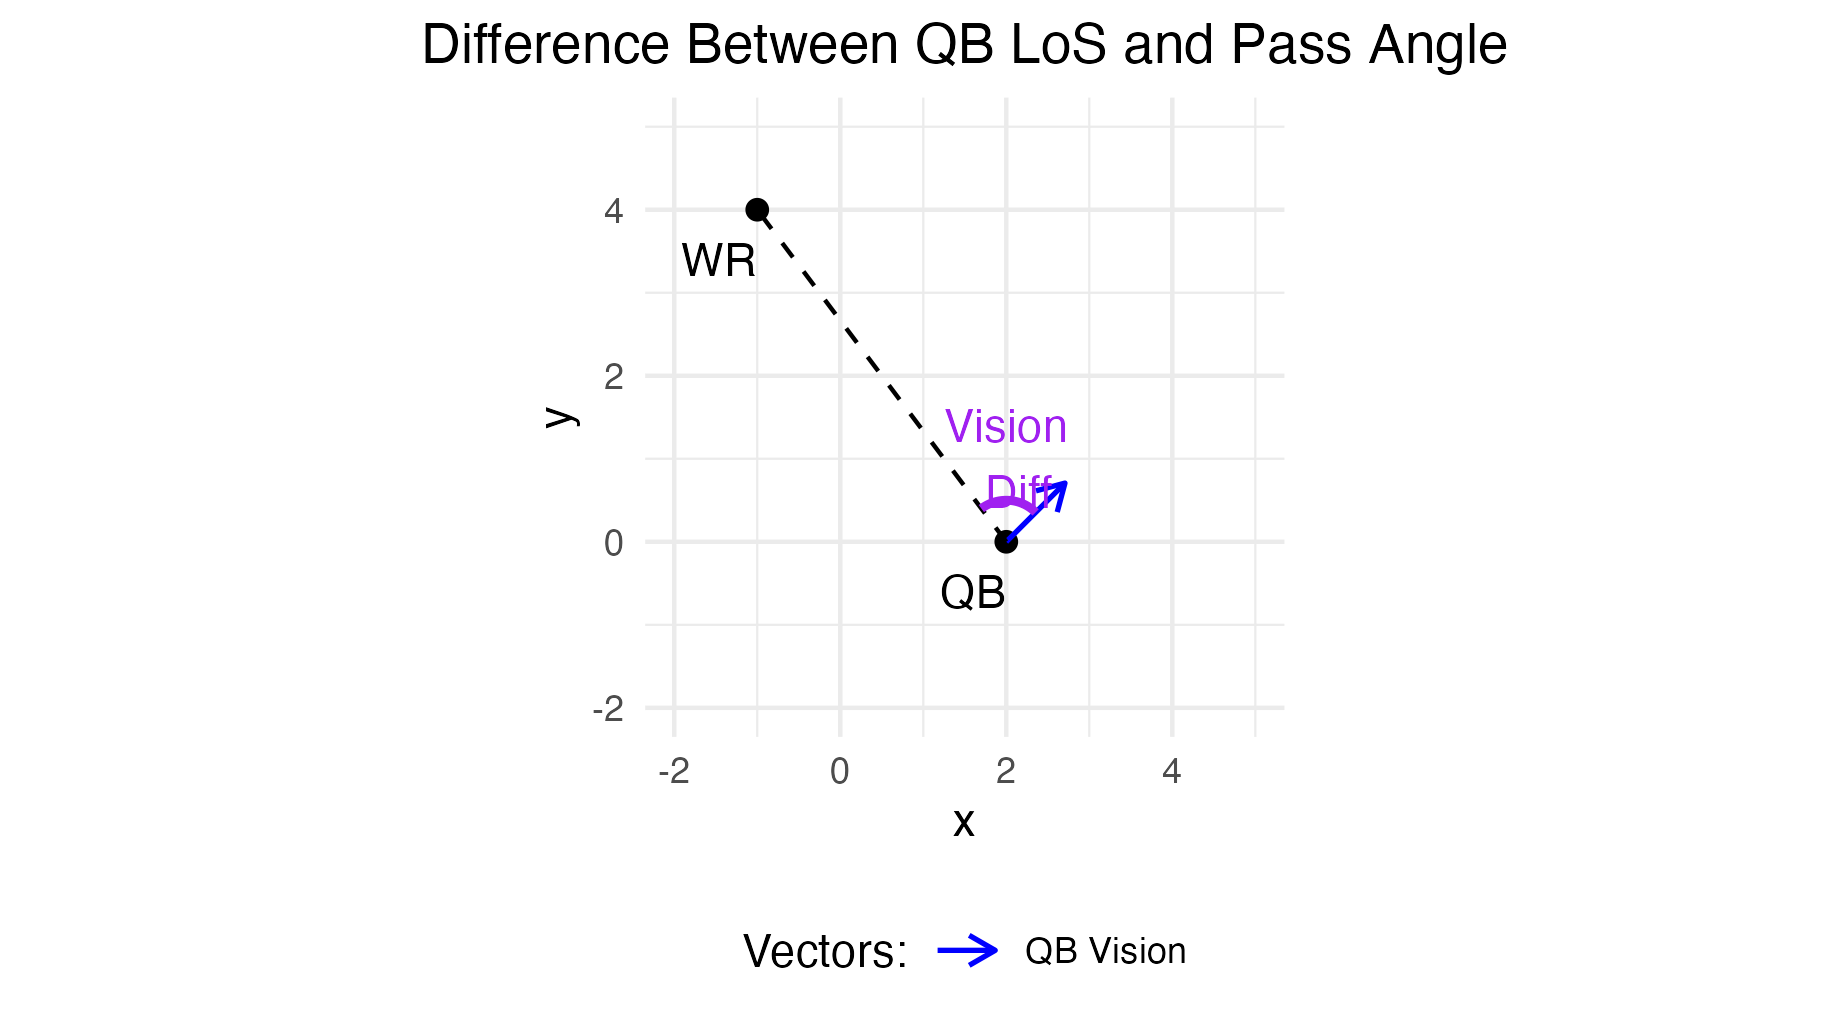 Difference Between QB LoS and Pass Angle
4
WR
2
y
Vision
Diff
0
QB
-2
-2 0 2 4
x
Vectors: QB Vision